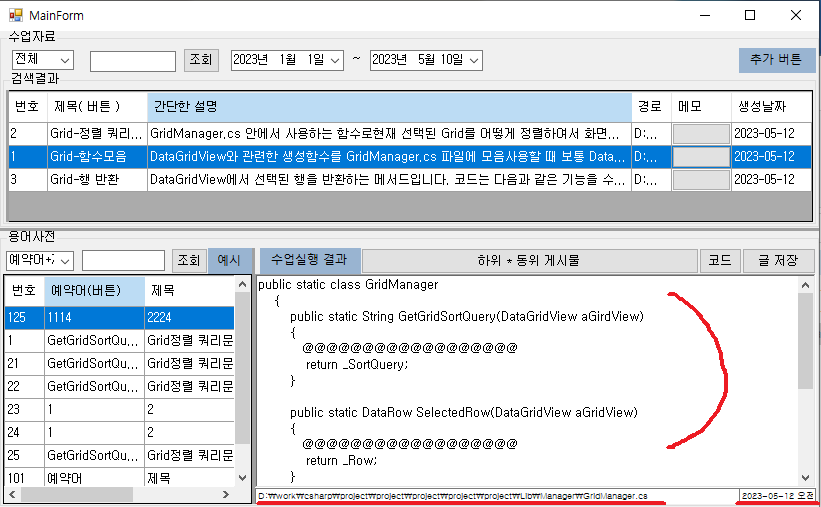 MainForm
수업자료
전체 조회 2023년 1월 1일 ~ 2023년 5월 10일 추가 버튼
검색결과
번호 제목( 버튼 ) 간단한 설명 경로 메모 생성날짜
2 Grid-정렬 쿼리... GridManager.cs 안에서 사용하는 함수로현재 선택된 Grid를 어떻게 정렬하여서 화면... D:... 2023-05-12
1 Grid-함수모음 DataGridView와 관련한 생성함수를 GridManager.cs 파일에 모음사용할 때 보통 Data... D:... 2023-05-12
3 Grid-행 반환 DataGridView에서 선택된 행을 반환하는 메서드입니다. 코드는 다음과 같은 기능을 수... D:... 2023-05-12
용어사전
예약어+ 조회 예시 수업실행 결과 하위 * 동위 게시물 코드 글 저장
번호 예약어(버튼) 제목
125 1114 2224
1 GetGridSortQu... Grid정렬 쿼리문
21 GetGridSortQu... Grid정렬 쿼리문
22 GetGridSortQu... Grid정렬 쿼리문
23 1 2
24 1 2
25 GetGridSortQu... Grid정렬 쿼리문
101 예약어 제목
public static class GridManager
{
public static String GetGridSortQuery(DataGridView aGirdView)
{
@@@@@@@@@@@@@@@@@@
return _SortQuery;
}
public static DataRow SelectedRow(DataGridView aGirdView)
{
@@@@@@@@@@@@@@@@@@
return _Row;
}
D:₩work₩csharp₩project₩project₩project₩project₩project₩Lib₩Manager₩GridManager.cs 2023-05-12 오전